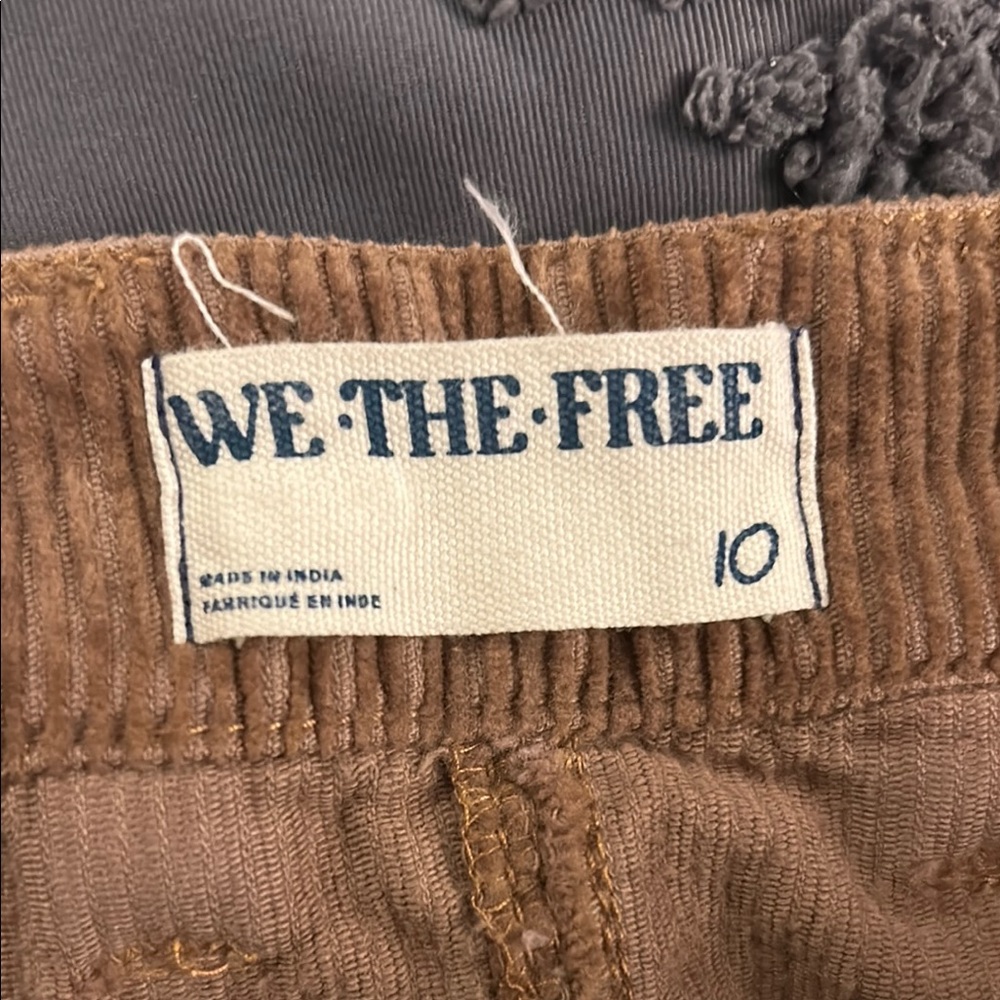 WE·THE·FREE
10
MADE IN INDIA
FABRIQUÉ EN INDE